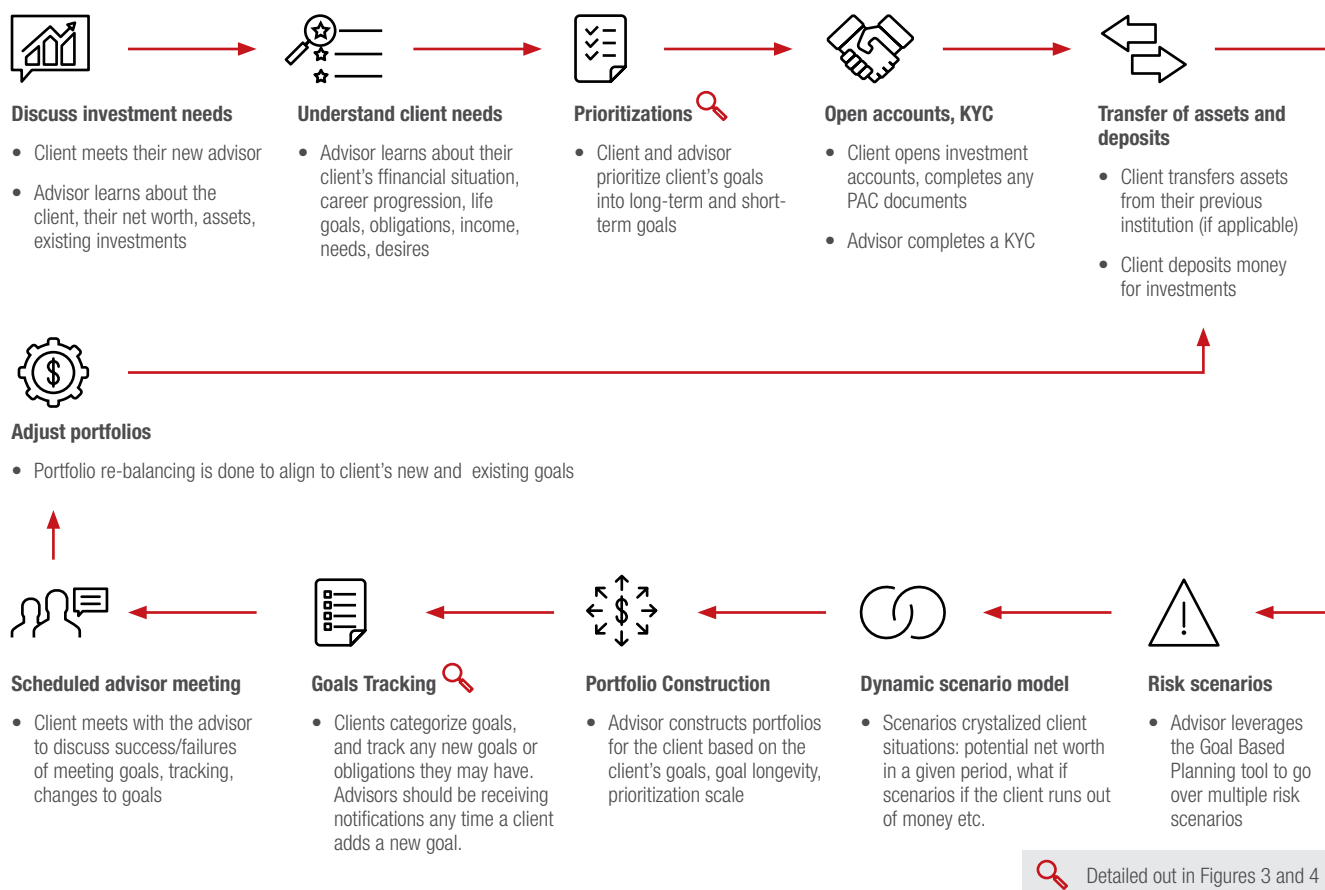 Discuss investment needs
• Client meets their new advisor
• Advisor learns about the
client, their net worth, assets,
existing investments
Understand client needs
• Advisor learns about their
client's ffinancial situation,
career progression, life
goals, obligations, income,
needs, desires
Prioritizations
• Client and advisor
prioritize client's goals
into long-term and short-
term goals
Open accounts, KYC
• Client opens investment
accounts, completes any
PAC documents
• Advisor completes a KYC
Transfer of assets and
deposits
• Client transfers assets
from their previous
institution (if applicable)
• Client deposits money
for investments
Adjust portfolios
• Portfolio re-balancing is done to align to client's new and existing goals
Scheduled advisor meeting
• Client meets with the advisor
to discuss success/failures
of meeting goals, tracking,
changes to goals
Goals Tracking
• Clients categorize goals,
and track any new goals or
obligations they may have.
Advisors should be receiving
notifications any time a client
adds a new goal.
Portfolio Construction
• Advisor constructs portfolios
for the client based on the
client's goals, goal longevity,
prioritization scale
Dynamic scenario model
• Scenarios crystalized client
situations: potential net worth
in a given period, what if
scenarios if the client runs out
of money etc.
Risk scenarios
• Advisor leverages
the Goal Based
Planning tool to go
over multiple risk
scenarios
Detailed out in Figures 3 and 4